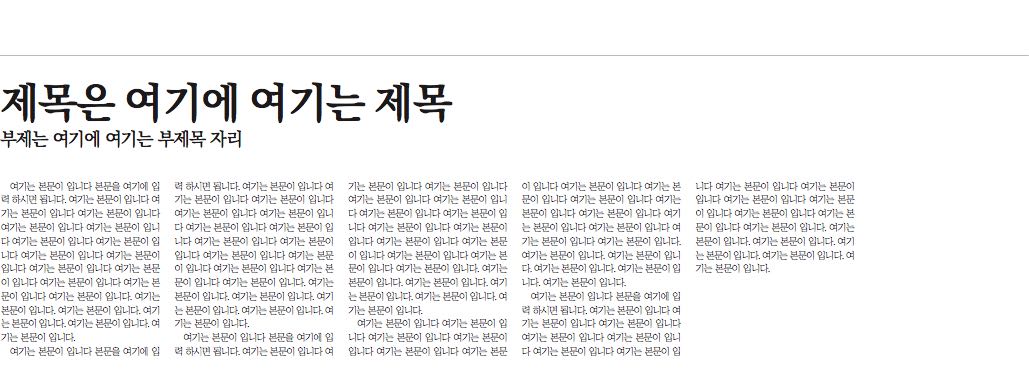 제목은 여기에 여기는 제목
부제는 여기에 여기는 부제목 자리
여기는 본문이 입니다 본문을 여기에 입
력 하시면 됩니다. 여기는 본문이 입니다 여
기는 본문이 입니다 여기는 본문이 입니다
여기는 본문이 입니다 여기는 본문이 입니
다 여기는 본문이 입니다 여기는 본문이 입
니다 여기는 본문이 입니다 여기는 본문이
입니다 여기는 본문이 입니다 여기는 본문
이 입니다 여기는 본문이 입니다. 여기는 본
문이 입니다. 여기는 본문이 입니다. 여기는
본문이 입니다. 여기는 본문이 입니다. 여기
는 본문이 입니다. 여기는 본문이 입니다. 여
기는 본문이 입니다.
여기는 본문이 입니다 본문을 여기에 입
력 하시면 됩니다. 여기는 본문이 입니다 여
기는 본문이 입니다 여기는 본문이 입니다
여기는 본문이 입니다 여기는 본문이 입니
다 여기는 본문이 입니다 여기는 본문이 입
니다 여기는 본문이 입니다 여기는 본문이
입니다 여기는 본문이 입니다 여기는 본문
이 입니다 여기는 본문이 입니다. 여기는 본
문이 입니다. 여기는 본문이 입니다. 여기는
본문이 입니다. 여기는 본문이 입니다. 여기
는 본문이 입니다. 여기는 본문이 입니다. 여
기는 본문이 입니다.
여기는 본문이 입니다 본문을 여기에 입
력 하시면 됩니다. 여기는 본문이 입니다 여
기는 본문이 입니다 여기는 본문이 입니다
여기는 본문이 입니다 여기는 본문이 입니
다 여기는 본문이 입니다 여기는 본문이 입
니다 여기는 본문이 입니다 여기는 본문이
입니다 여기는 본문이 입니다 여기는 본문
이 입니다 여기는 본문이 입니다. 여기는 본
문이 입니다. 여기는 본문이 입니다. 여기는
본문이 입니다. 여기는 본문이 입니다. 여기
는 본문이 입니다. 여기는 본문이 입니다. 여
기는 본문이 입니다.
여기는 본문이 입니다 여기는 본문이 입
니다 여기는 본문이 입니다 여기는 본문이
입니다 여기는 본문이 입니다 여기는 본문
이 입니다 여기는 본문이 입니다 여기는 본
문이 입니다 여기는 본문이 입니다 여기는
본문이 입니다 여기는 본문이 입니다 여기
는 본문이 입니다 여기는 본문이 입니다 여
기는 본문이 입니다 여기는 본문이 입니다.
여기는 본문이 입니다. 여기는 본문이 입니
다. 여기는 본문이 입니다. 여기는 본문이 입
니다. 여기는 본문이 입니다.
여기는 본문이 입니다 본문을 여기에 입
력 하시면 됩니다. 여기는 본문이 입니다 여
기는 본문이 입니다 여기는 본문이 입니다
여기는 본문이 입니다 여기는 본문이 입니
다 여기는 본문이 입니다 여기는 본문이 입
니다 여기는 본문이 입니다 여기는 본문이
입니다 여기는 본문이 입니다 여기는 본문
이 입니다 여기는 본문이 입니다. 여기는 본
문이 입니다. 여기는 본문이 입니다. 여기는
본문이 입니다. 여기는 본문이 입니다. 여기
는 본문이 입니다. 여기는 본문이 입니다. 여
기는 본문이 입니다.